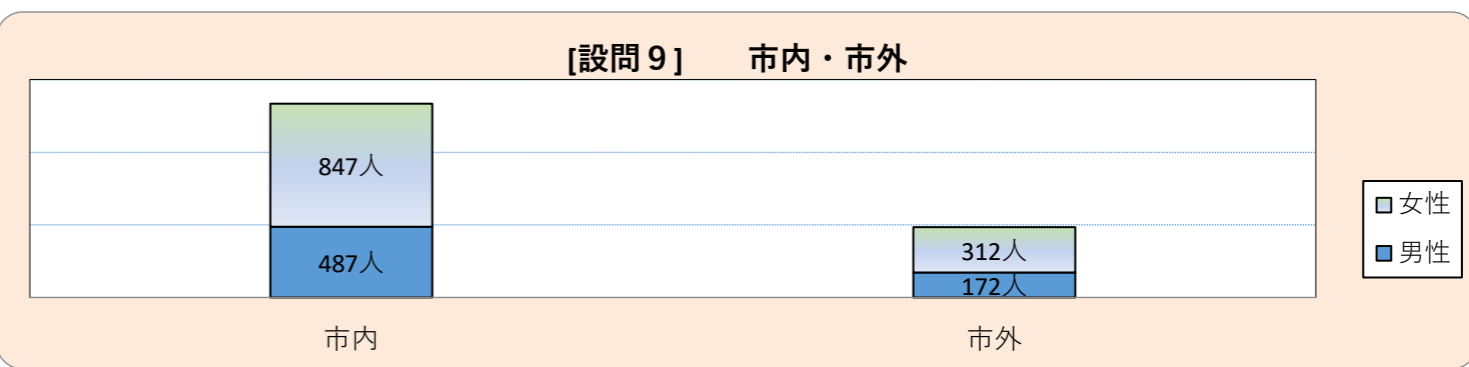 [設問９]　　市内・市外
847人
487人
312人
172人
女性
男性
市内
市外